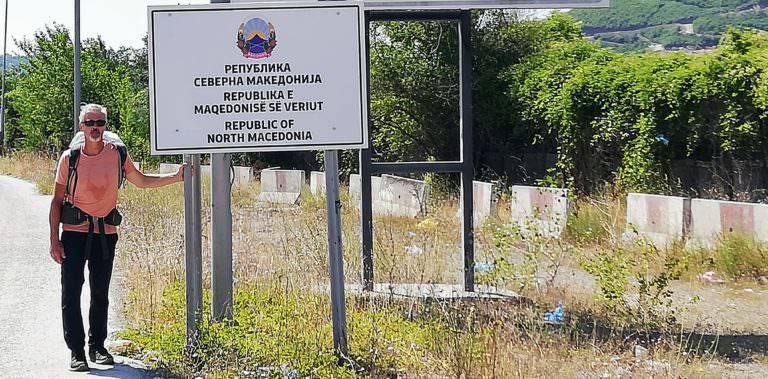 РЕПУБЛИКА
СЕВЕРНА МАКЕДОНИЈА
REPUBLIKA E
MAQEDONISË SË VERIUT
REPUBLIC OF
NORTH MACEDONIA